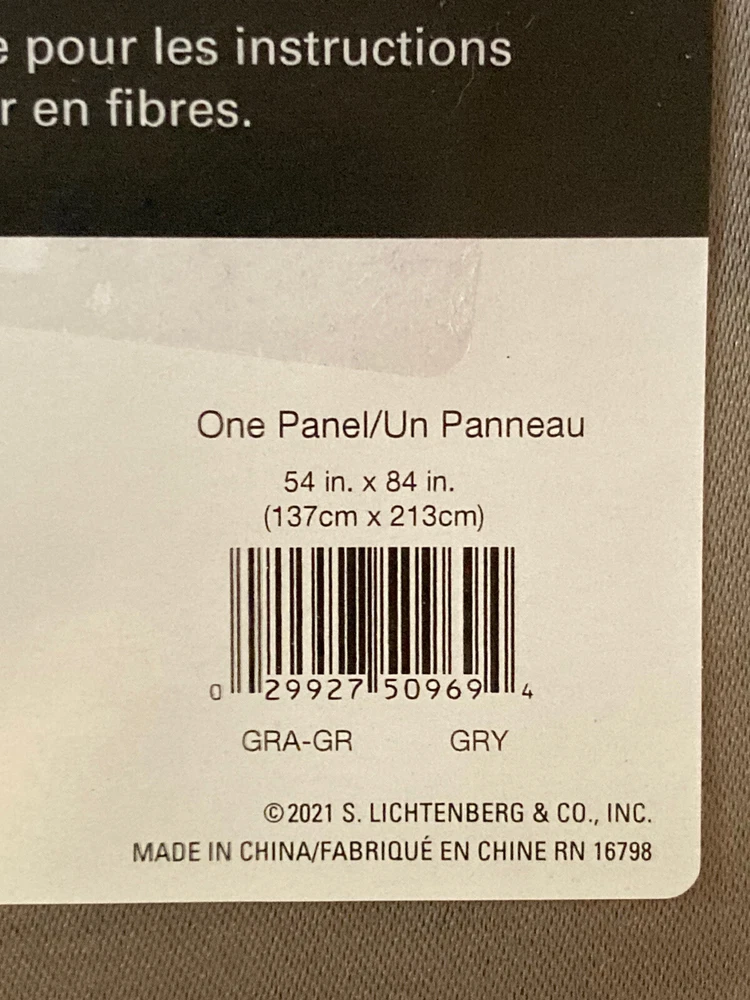 pour les instructions
r en fibres.
One Panel/Un Panneau
54 in. x 84 in.
(137cm x 213cm)
0 29927 50969 4
GRA-GR GRY
©2021 S. LICHTENBERG & CO., INC.
MADE IN CHINA/FABRIQUÉ EN CHINE RN 16798